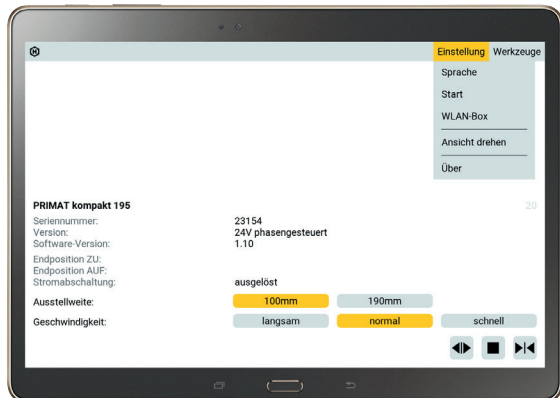 Einstellung Werkzeuge
Sprache
Start
WLAN-Box
Ansicht drehen
Über
PRIMAT kompakt 195 20
Seriennummer: 23154
Version: 24V phasengesteuert
Software-Version: 1.10
Endposition ZU:
Endposition AUF:
Stromabschaltung: ausgelöst
Ausstellweite: 100mm 190mm
Geschwindigkeit: langsam normal schnell